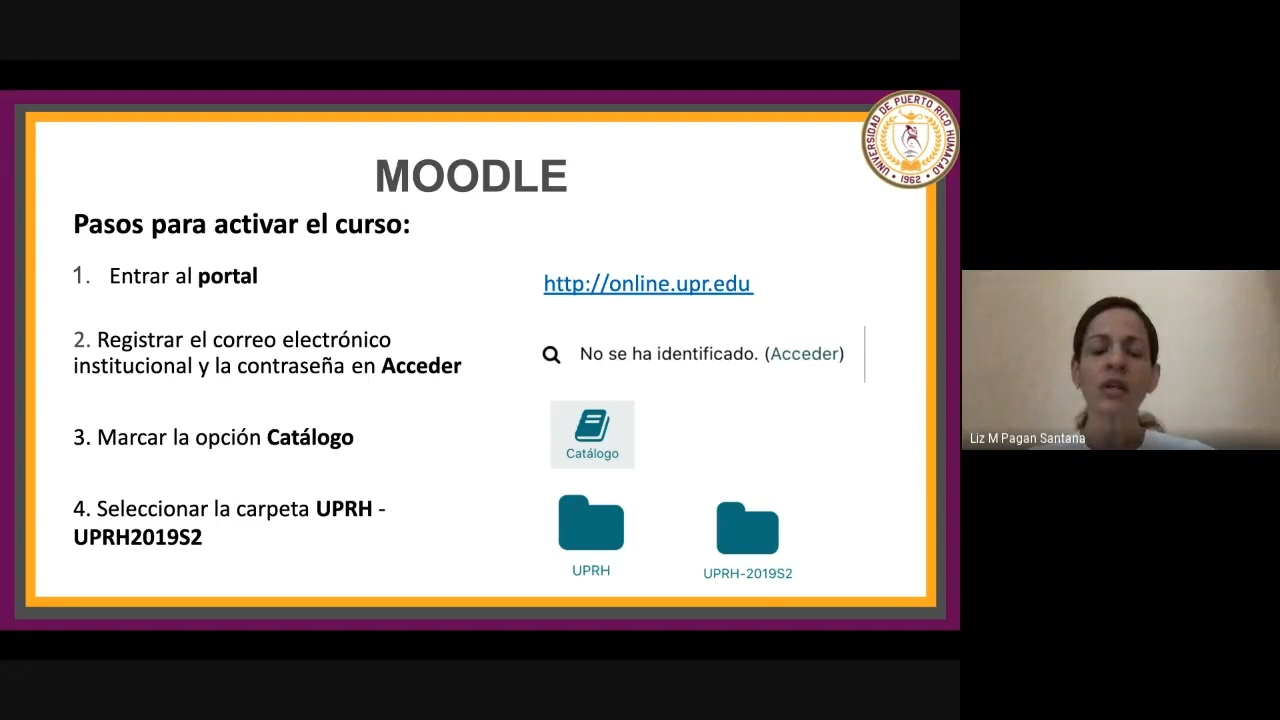 UNIVERSIDAD DE PUERTO RICO HUMACAO
• 1962 •
MOODLE
Pasos para activar el curso:
1. Entrar al portal
http://online.upr.edu
2. Registrar el correo electrónico
institucional y la contraseña en Acceder
No se ha identificado. (Acceder)
3. Marcar la opción Catálogo
Catálogo
4. Seleccionar la carpeta UPRH -
UPRH2019S2
UPRH
UPRH-2019S2
Liz M Pagan Santana